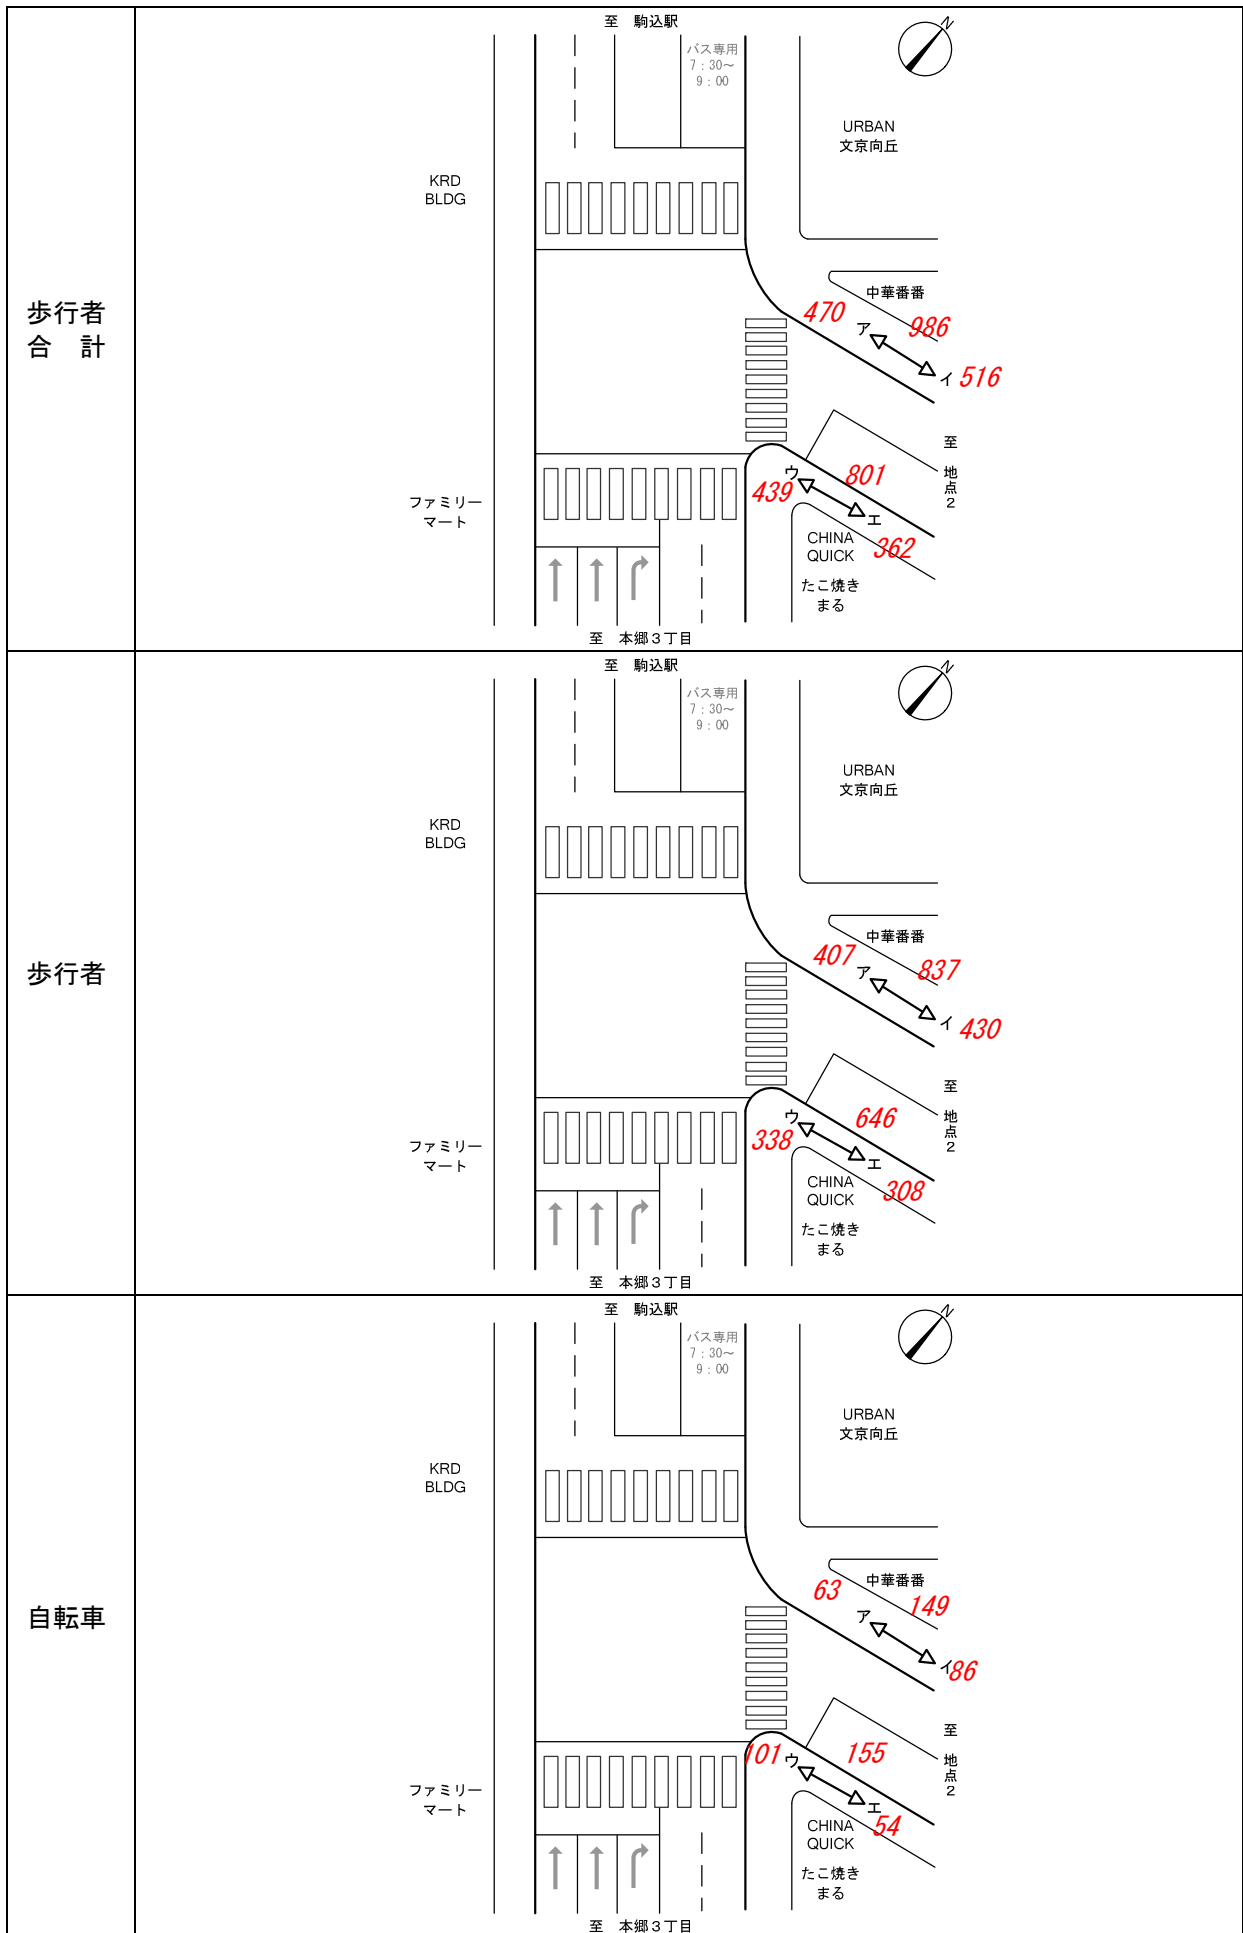 歩行者
合　計
至　駒込駅
バス専用
7：30～
9：00
N
URBAN
文京向丘
KRD
BLDG
中華番番
470
ア
986
イ
516
至
地
点
2
ウ
801
439
エ
362
ファミリー
マート
CHINA
QUICK
たこ焼き
まる
至　本郷３丁目
歩行者
至　駒込駅
バス専用
7：30～
9：00
N
URBAN
文京向丘
KRD
BLDG
中華番番
407
ア
837
イ
430
至
地
点
2
ウ
646
338
エ
308
ファミリー
マート
CHINA
QUICK
たこ焼き
まる
至　本郷３丁目
自転車
至　駒込駅
バス専用
7：30～
9：00
N
URBAN
文京向丘
KRD
BLDG
中華番番
63
ア
149
イ
86
至
地
点
2
101
ウ
155
エ
54
ファミリー
マート
CHINA
QUICK
たこ焼き
まる
至　本郷３丁目